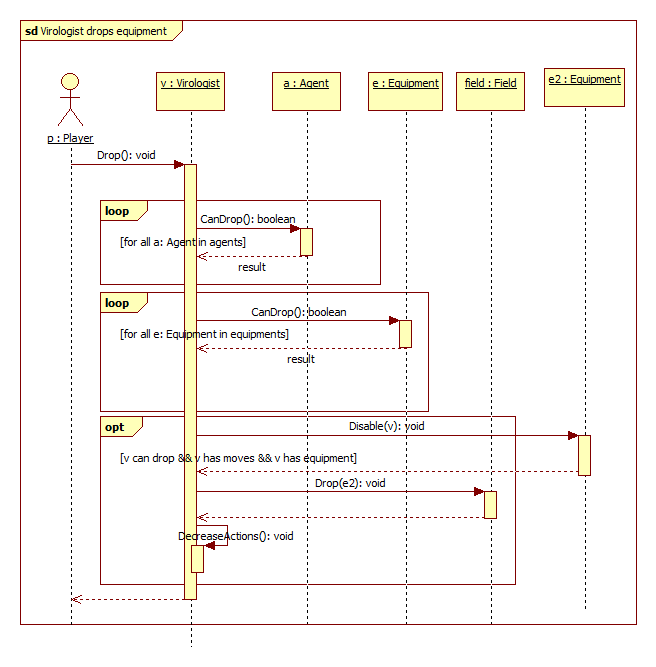 sd Virologist drops equipment
p : Player
v : Virologist
a : Agent
e : Equipment
field : Field
e2 : Equipment
Drop(): void
loop
CanDrop(): boolean
[for all a: Agent in agents]
result
loop
CanDrop(): boolean
[for all e: Equipment in equipments]
result
opt
Disable(v): void
[v can drop && v has moves && v has equipment]
Drop(e2): void
DecreaseActions(): void